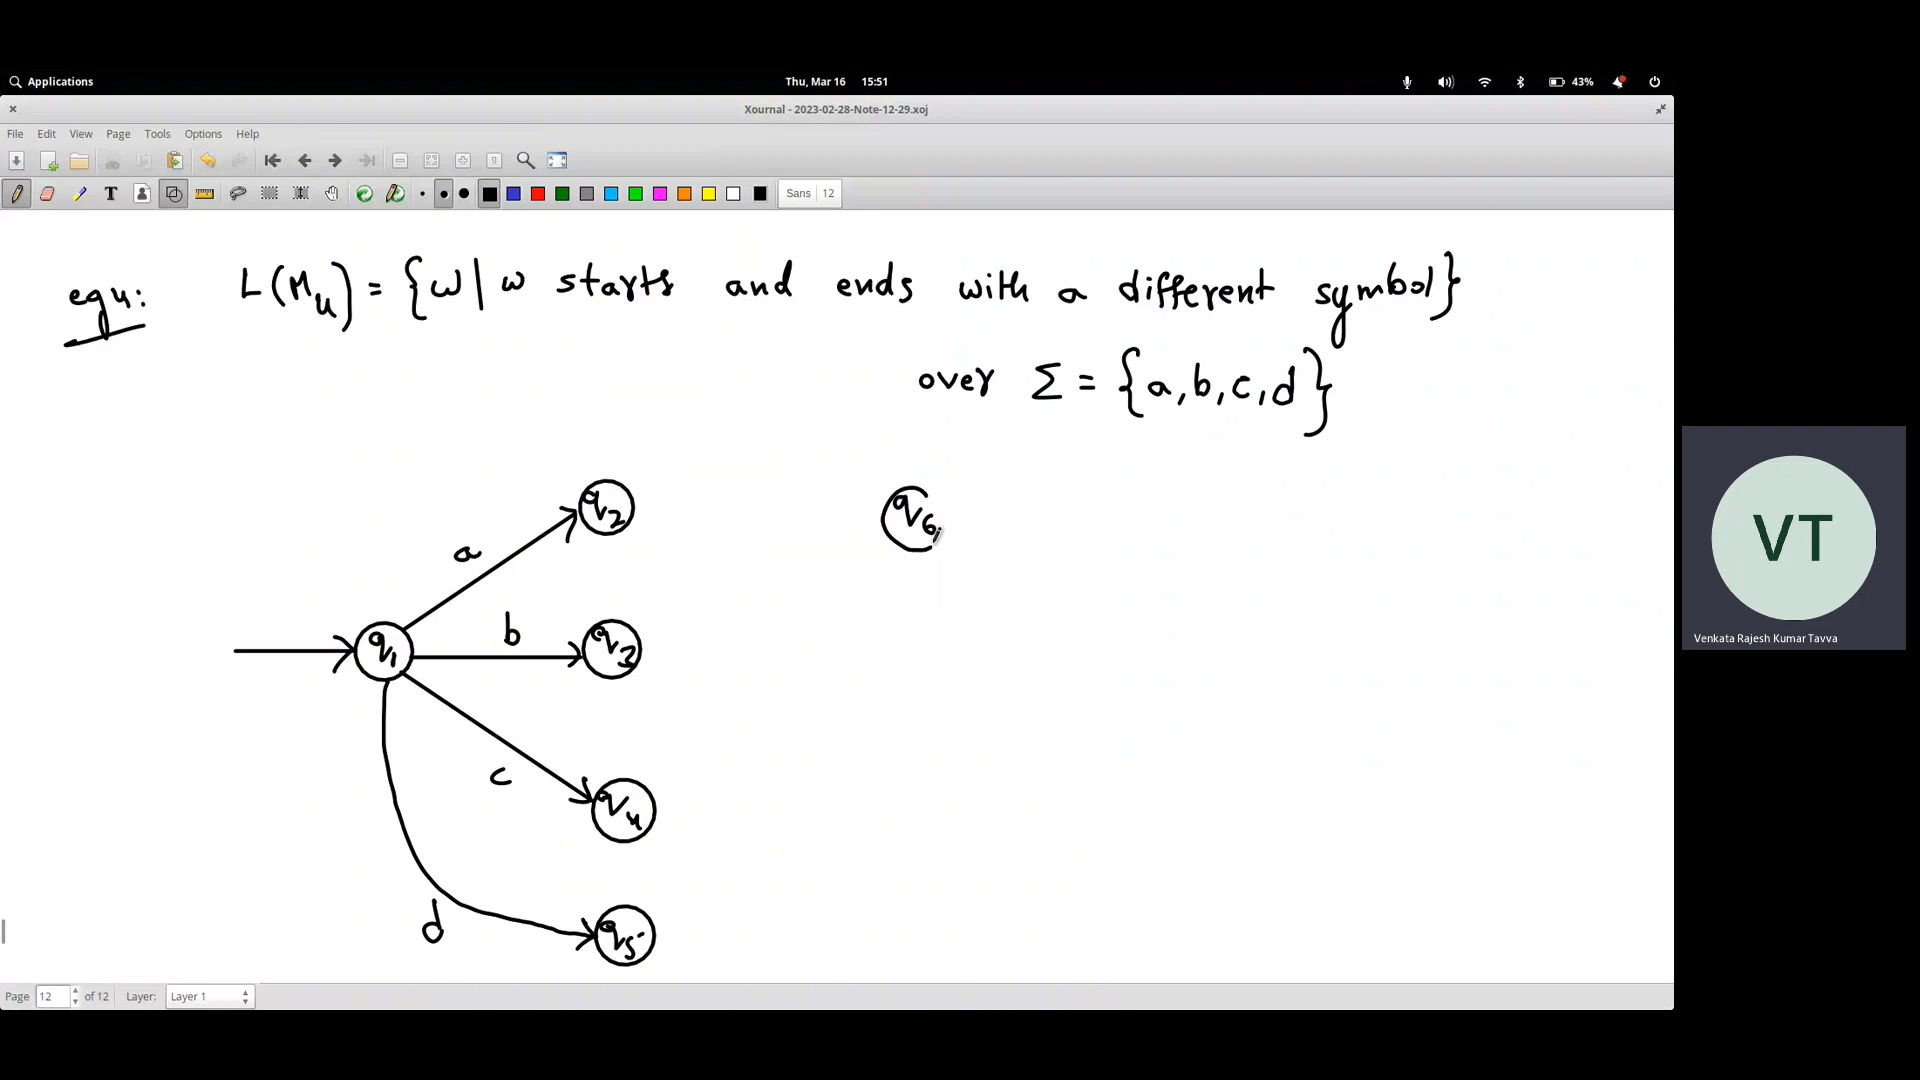 Applications
Thu, Mar 16 15:51
43%
Xournal - 2023-02-28-Note-12-29.xoj
File Edit View Page Tools Options Help
T
Sans 12
eg4: L(M4) = {ω | w starts and ends with a different symbol}
over Σ = {a, b, c, d}
q2
q6
a
b
q1
q3
c
q4
d
q5
VT
Venkata Rajesh Kumar Tavva
Page 12 of 12 Layer: Layer 1